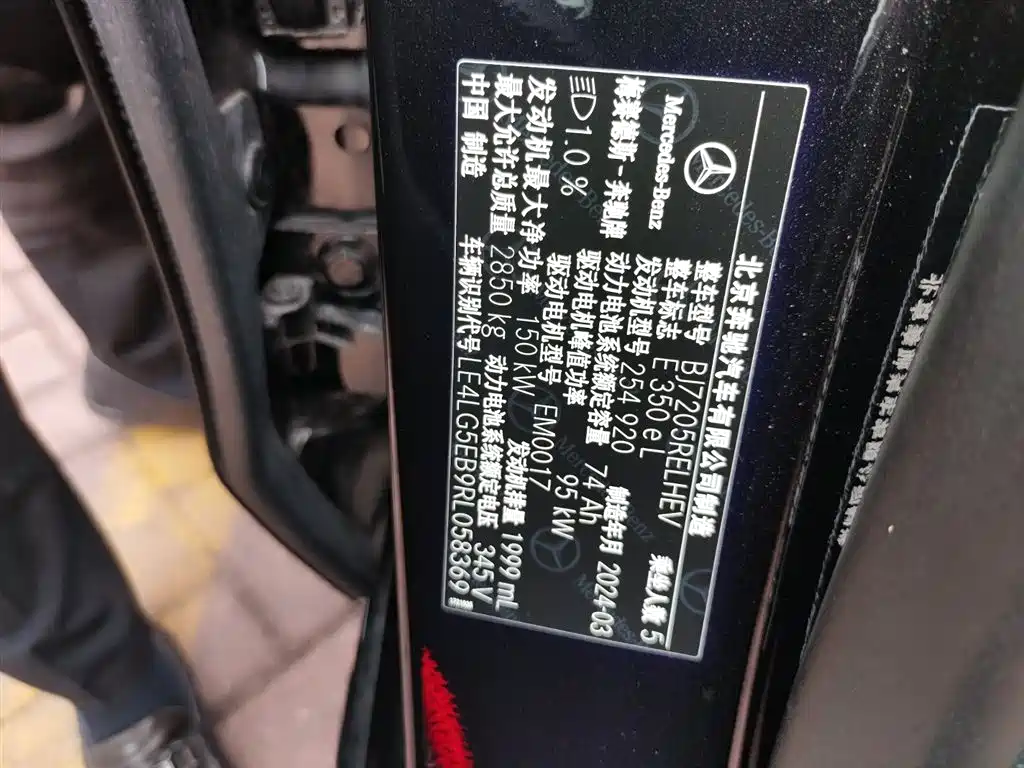 北京奔驰汽车有限公司制造
Mercedes-Benz
梅赛德斯-奔驰牌
整车型号 BJ7205RELHEV 乘坐人数 5
整车标志 E 350 e L
发动机型号 254 920 制造年月 2024-03
动力电池系统额定容量 74 Ah
1.0 % 驱动电机峰值功率 95 kW
驱动电机型号 EM0017
发动机最大净功率 150 kW 发动机排量 1999 mL
最大允许总质量 2850 kg 动力电池系统额定电压 345 V
中国 制造 车辆识别代号 LE4LG5EB9RL058369